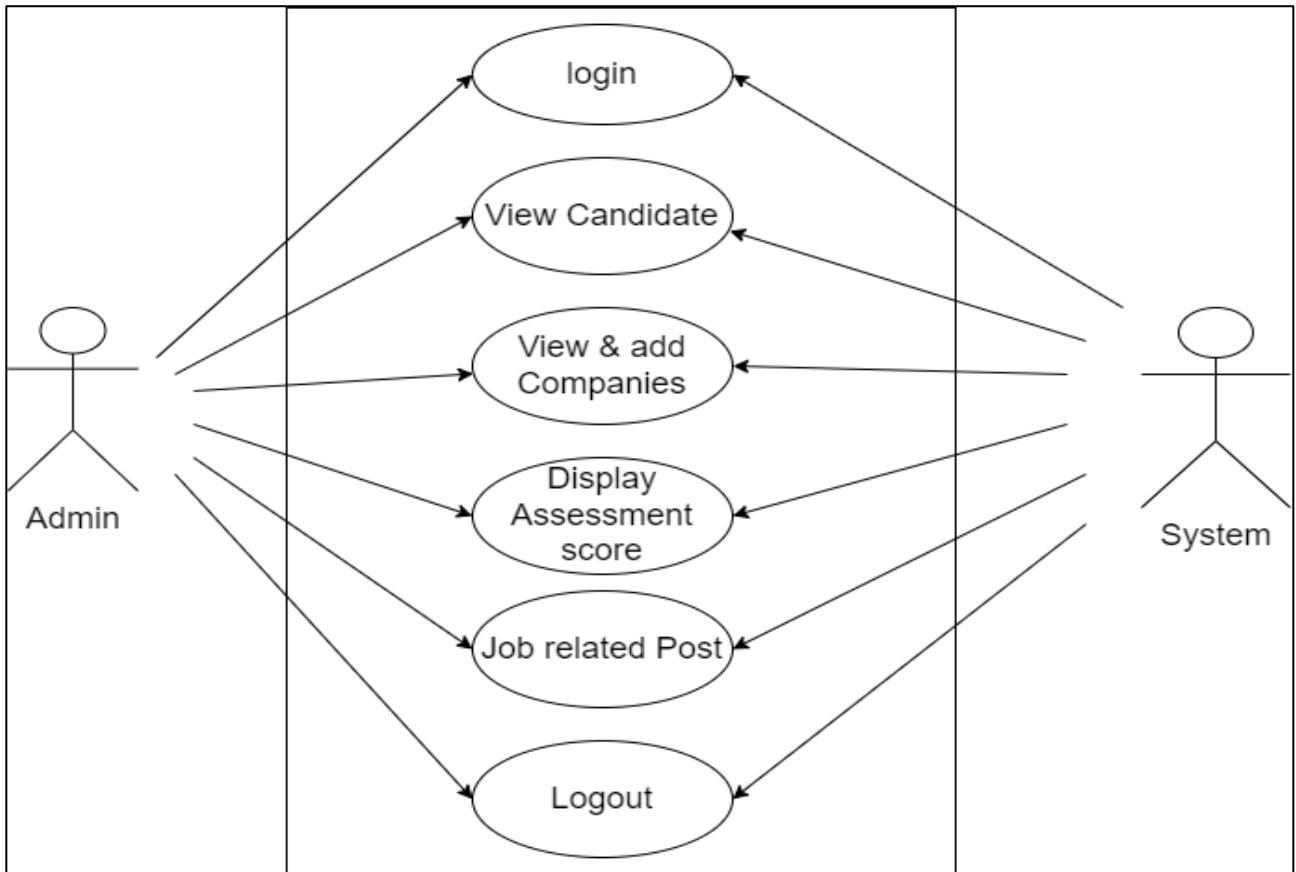 login
View Candidate
View & add
Companies
Display
Assessment
score
Admin
System
Job related Post
Logout